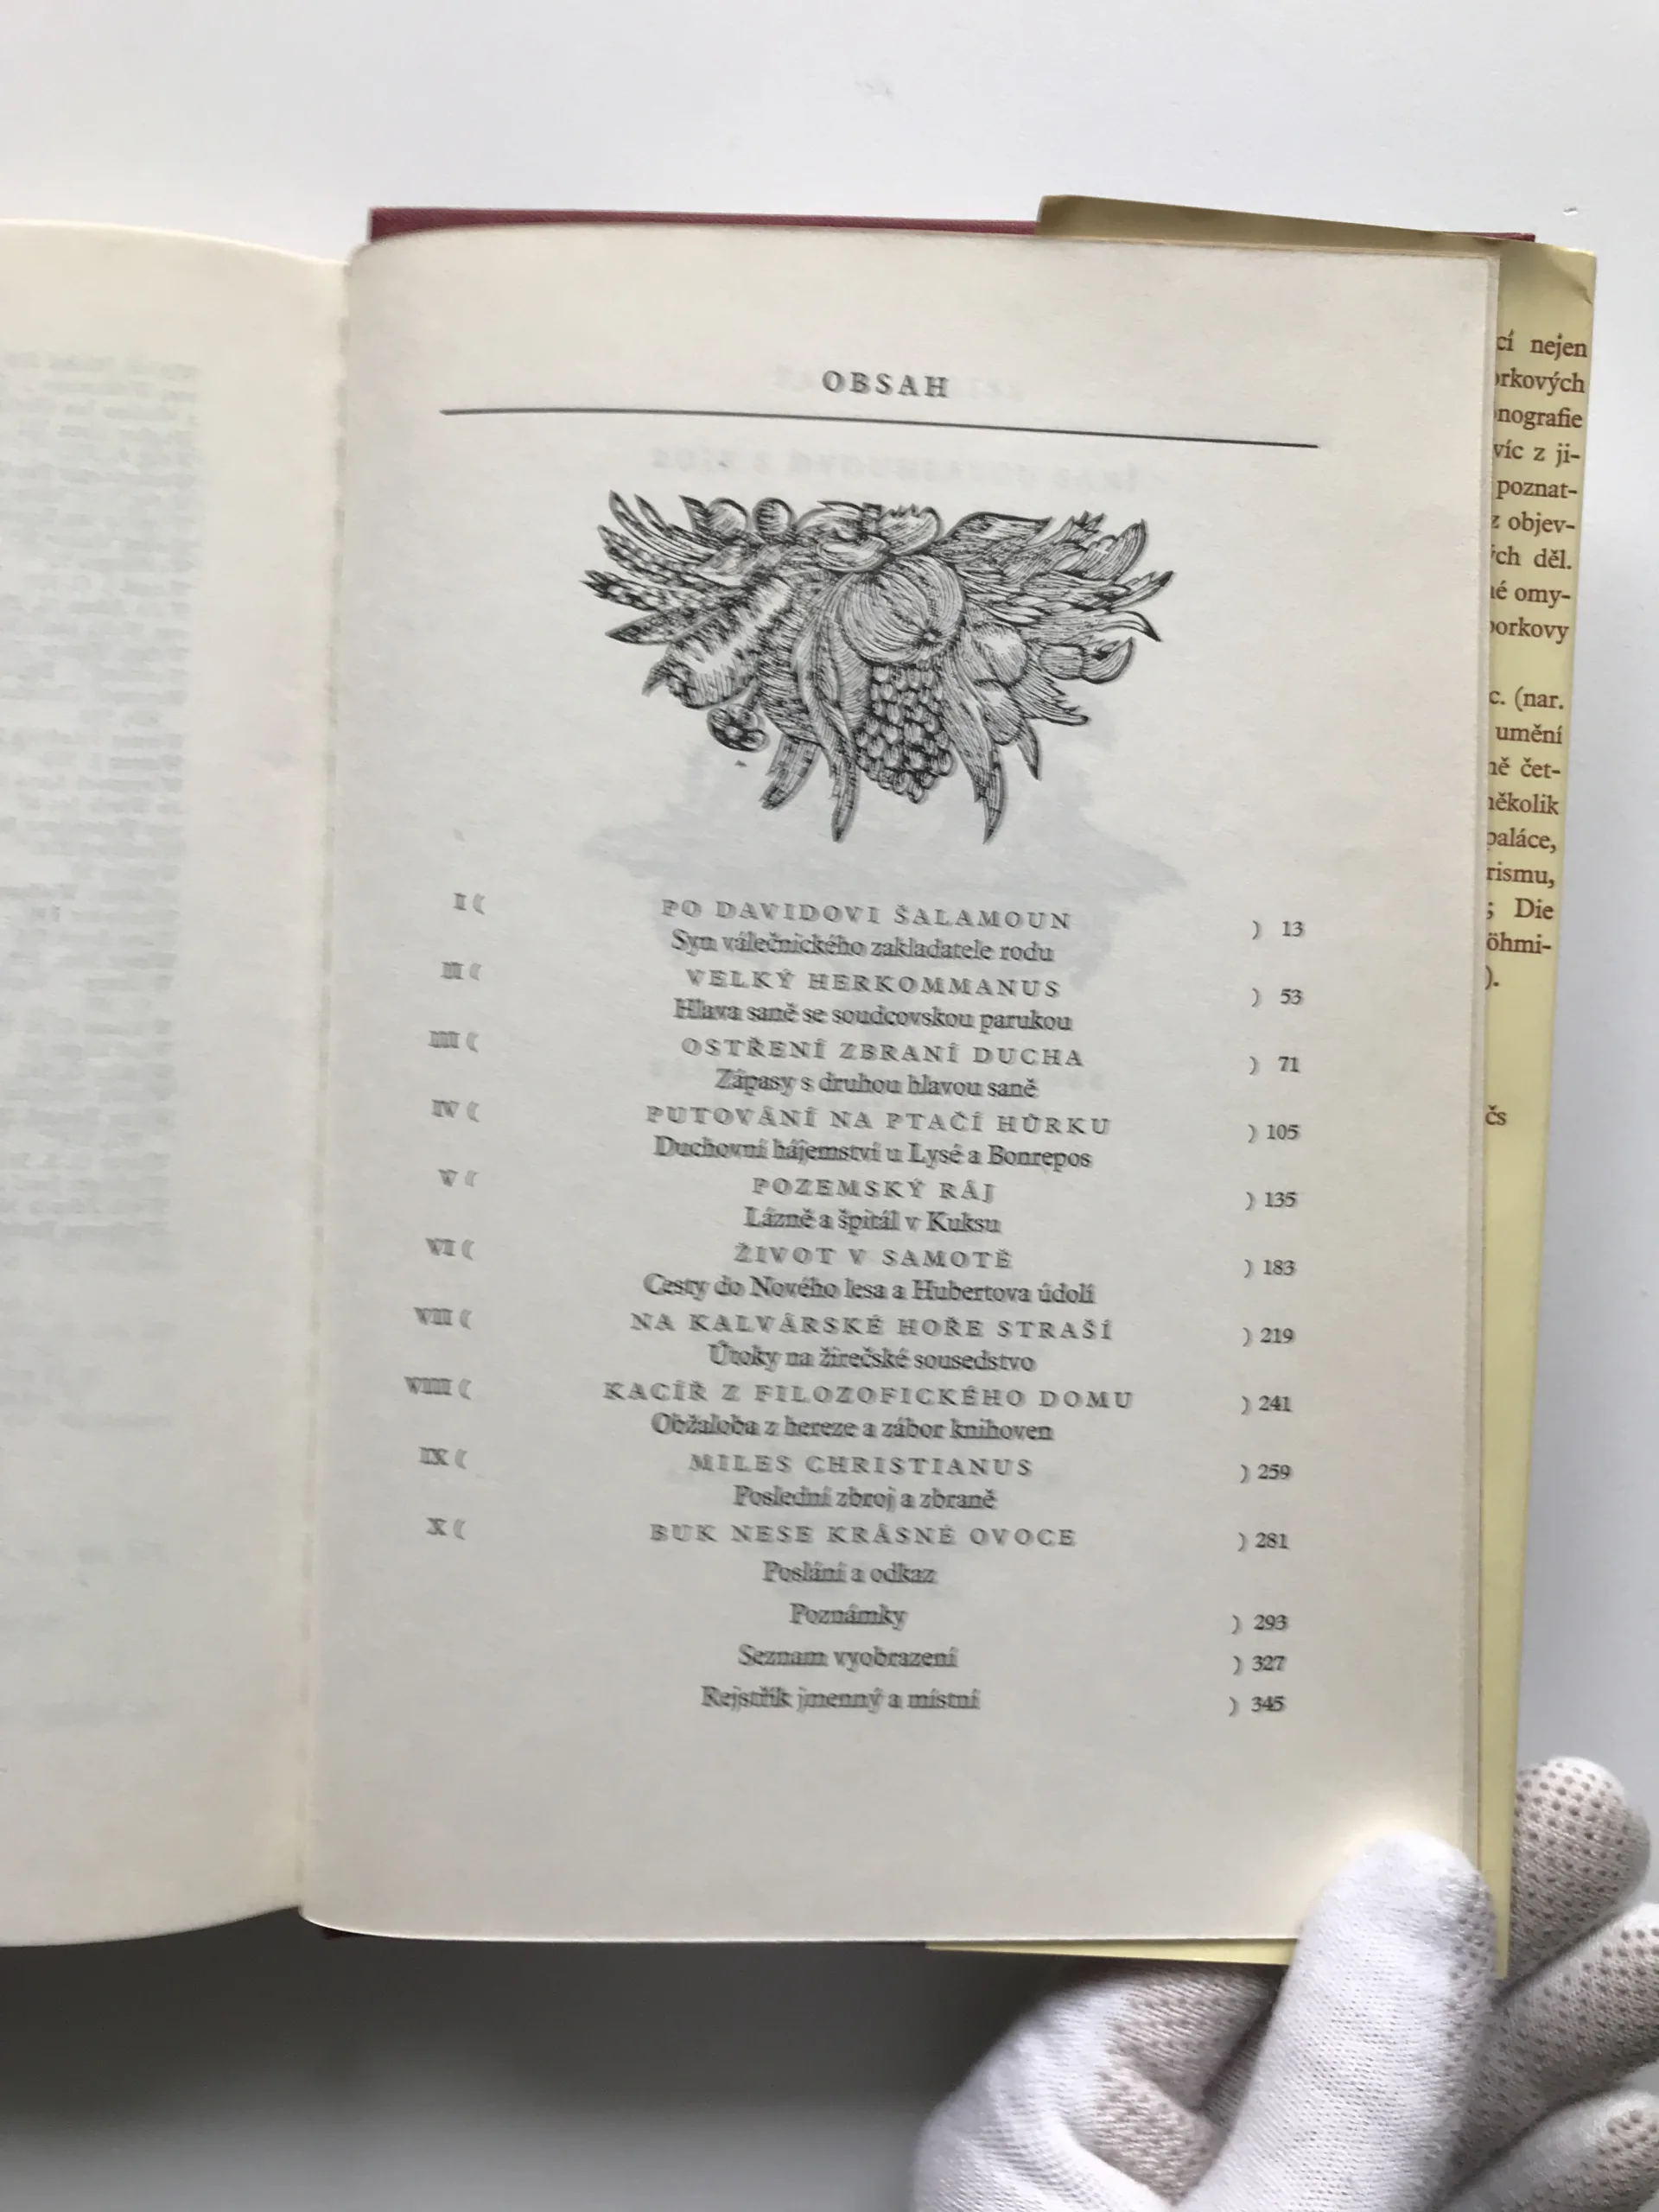 OBSAH
I ( PO DAVIDOVI ŠALAMOUN ) 13
Syn válečnického zakladatele rodu
II ( VELKÝ HERKOMMANUS ) 53
Hlava saně se soudcovskou parukou
III ( OSTŘENÍ ZBRANÍ DUCHA ) 71
Zápasy s druhou hlavou saně
IV ( PUTOVÁNÍ NA PTAČÍ HŮRKU ) 105
Duchovní hájemství u Lysé a Bonrepos
V ( POZEMSKÝ RÁJ ) 135
Lázně a špitál v Kuksu
VI ( ŽIVOT V SAMOTĚ ) 183
Cesty do Nového lesa a Hubertova údolí
VII ( NA KALVÁRSKÉ HOŘE STRAŠÍ ) 219
Útoky na žirečské sousedstvo
VIII ( KACÍŘ Z FILOZOFICKÉHO DOMU ) 241
Obžaloba z hereze a zábor knihoven
IX ( MILES CHRISTIANUS ) 259
Poslední zbroj a zbraně
X ( BUK NESE KRÁSNÉ OVOCE ) 281
Poslání a odkaz
Poznámky ) 293
Seznam vyobrazení ) 327
Rejstřík jmenný a místní ) 345
cí nejen
orkových
nografie
víc z ji-
poznat-
z objev-
ých děl.
né omy-
porkovy
c. (nar.
umění
ně čet-
několik
paláce,
rismu,
; Die
öhmi-
).
čs